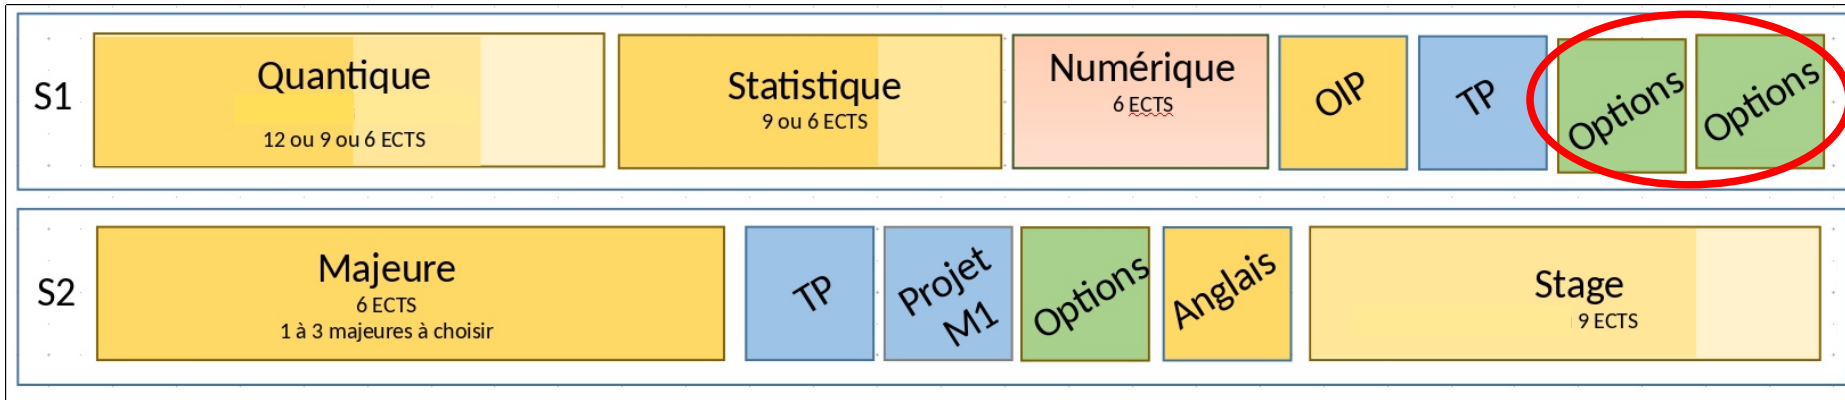 S1
Quantique
12 ou 9 ou 6 ECTS
Statistique
9 ou 6 ECTS
Numérique
6 ECTS
OIP
TP
Options
Options
S2
Majeure
6 ECTS
1 à 3 majeures à choisir
TP
Projet
M1
Options
Anglais
Stage
9 ECTS